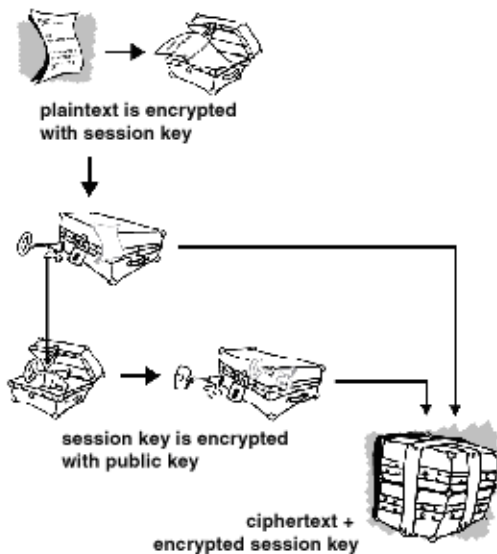 plaintext is encrypted
with session key
session key is encrypted
with public key
ciphertext +
encrypted session key